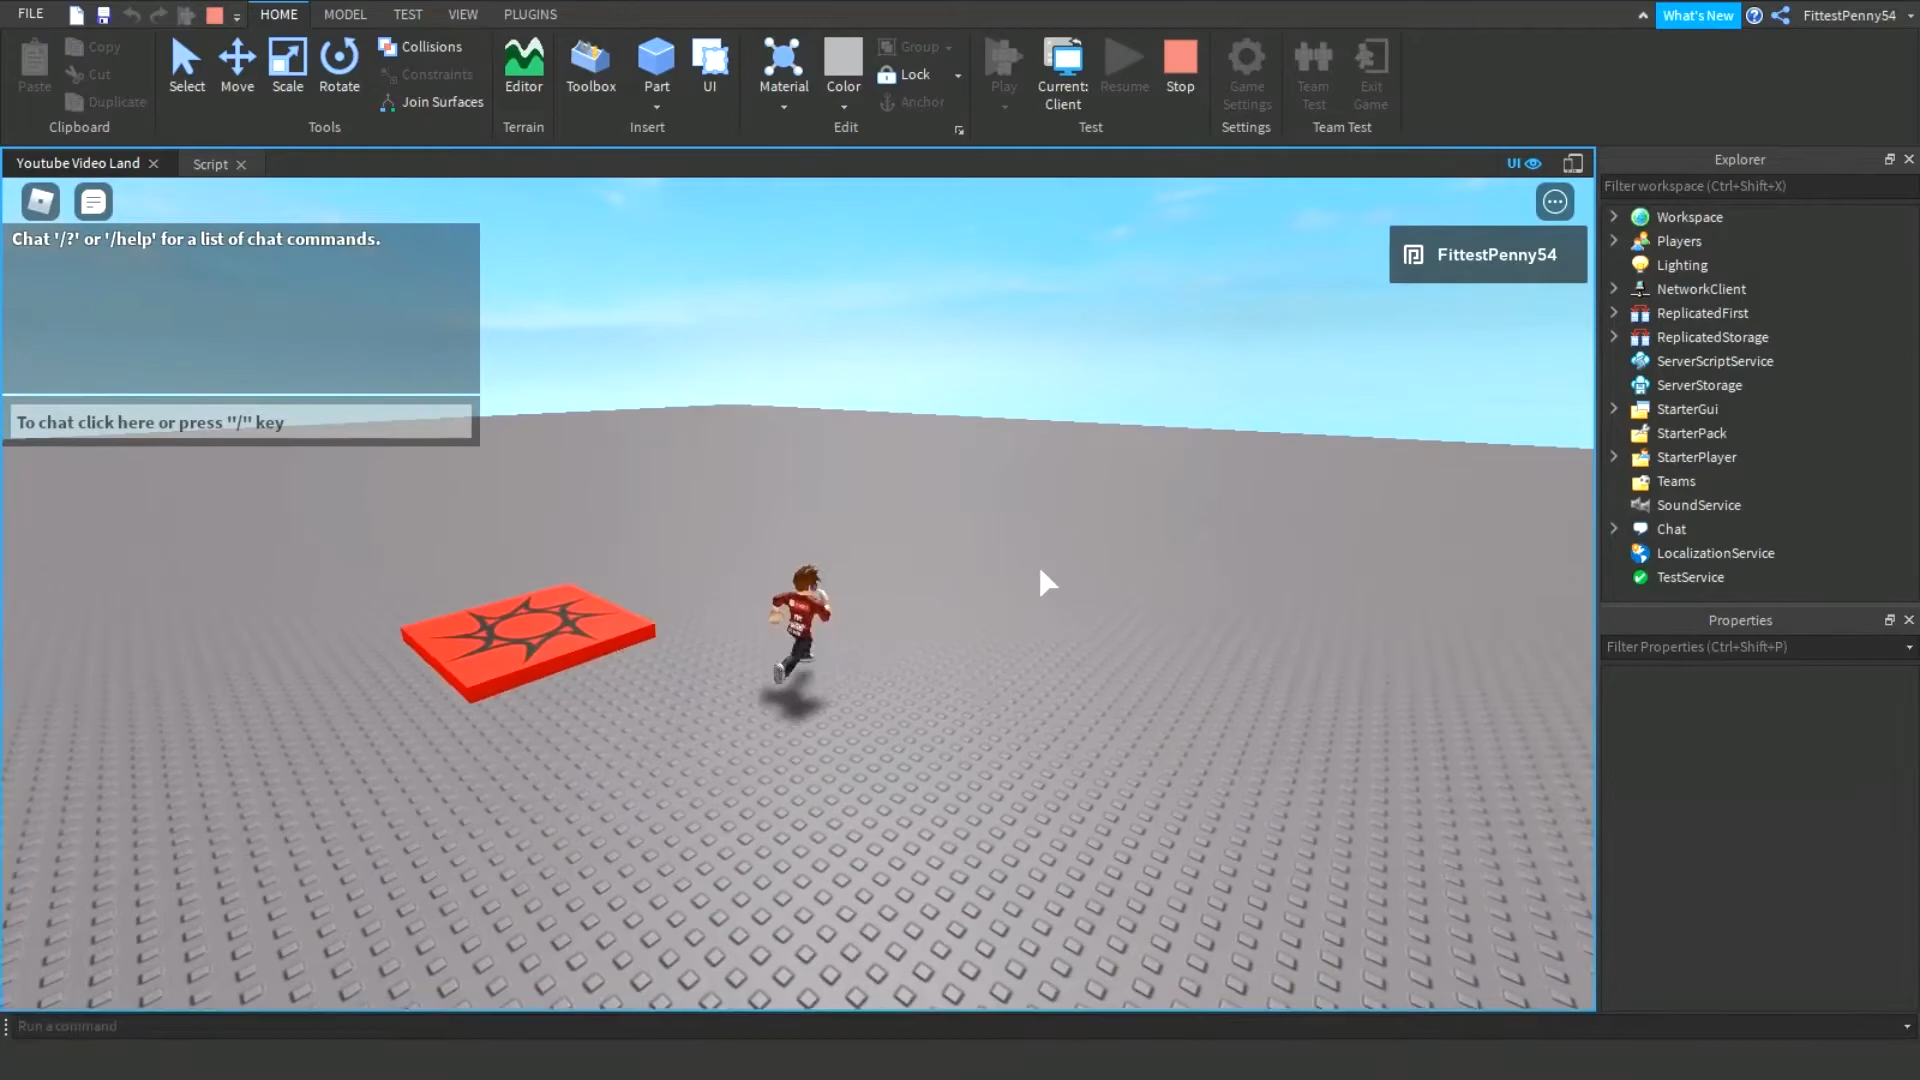 FILE
HOME
MODEL
TEST
VIEW
PLUGINS
What's New
FittestPenny54
Paste
Copy
Cut
Duplicate
Clipboard
Select
Move
Scale
Rotate
Collisions
Constraints
Join Surfaces
Tools
Editor
Terrain
Toolbox
Part
UI
Insert
Material
Color
Group
Lock
Anchor
Edit
Play
Current:
Client
Resume
Stop
Test
Game
Settings
Settings
Team
Test
Exit
Game
Team Test
Youtube Video Land
Script
UI
Chat '/?' or '/help' for a list of chat commands.
To chat click here or press "/" key
FittestPenny54
Explorer
Filter workspace (Ctrl+Shift+X)
Workspace
Players
Lighting
NetworkClient
ReplicatedFirst
ReplicatedStorage
ServerScriptService
ServerStorage
StarterGui
StarterPack
StarterPlayer
Teams
SoundService
Chat
LocalizationService
TestService
Properties
Filter Properties (Ctrl+Shift+P)
Run a command